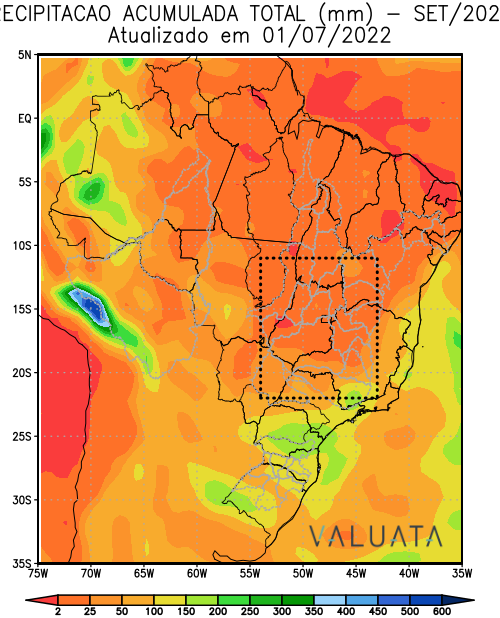 RECIPITACAO ACUMULADA TOTAL (mm) – SET/202
Atualizado em 01/07/2022
5N
EQ
5S
10S
15S
20S
25S
30S
35S
75W 70W 65W 60W 55W 50W 45W 40W 35W
VALUATA
2 25 50 100 150 200 250 300 350 400 450 500 600